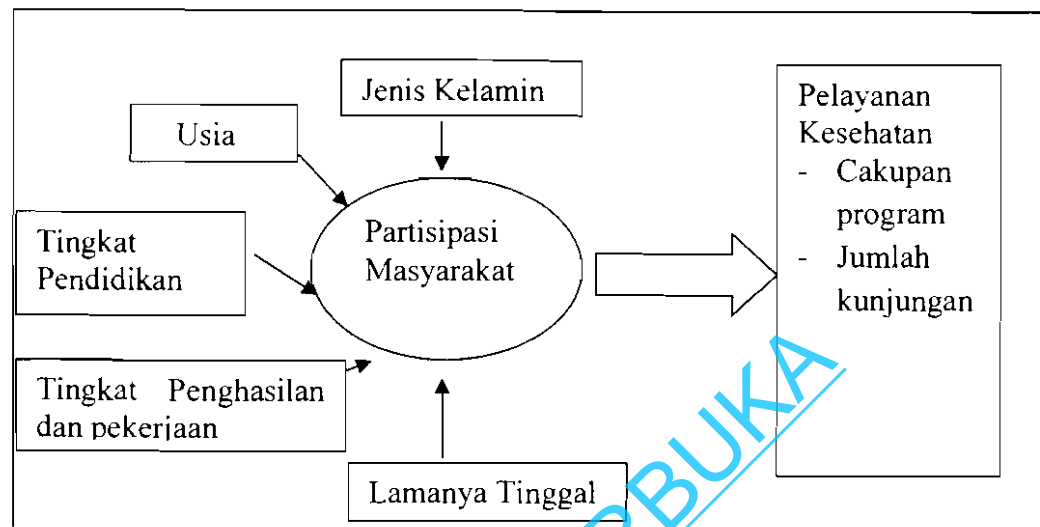 Jenis Kelamin
Usia
Tingkat
Pendidikan
Tingkat Penghasilan
dan pekerjaan
Lamanya Tinggal
Partisipasi
Masyarakat
Pelayanan
Kesehatan
- Cakupan
program
- Jumlah
kunjungan
RBUKA